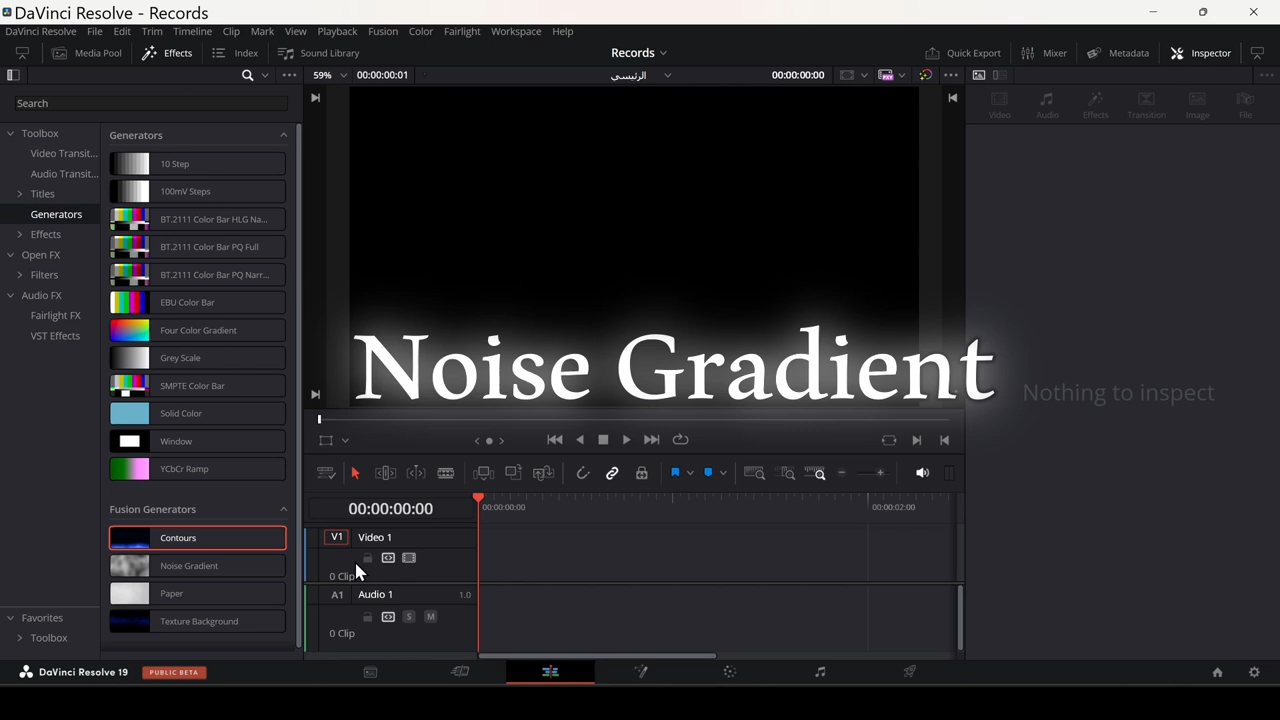 DaVinci Resolve - Records
DaVinci Resolve File Edit Trim Timeline Clip Mark View Playback Fusion Color Fairlight Workspace Help
Media Pool Effects Index Sound Library Records Quick Export Mixer Metadata Inspector
59% 00:00:00:01 الرئيسي 00:00:00:00
Search
Video Audio Effects Transition Image File
Toolbox
Video Transit...
Audio Transit...
Titles
Generators
Effects
Open FX
Filters
Audio FX
Fairlight FX
VST Effects
Favorites
Toolbox
Generators
10 Step
100mV Steps
BT.2111 Color Bar HLG Na...
BT.2111 Color Bar PQ Full
BT.2111 Color Bar PQ Narr...
EBU Color Bar
Four Color Gradient
Grey Scale
SMPTE Color Bar
Solid Color
Window
YCbCr Ramp
Fusion Generators
Contours
Noise Gradient
Paper
Texture Background
Noise Gradient
Nothing to inspect
00:00:00:00 00:00:00:00 00:00:02:00
V1 Video 1
0 Clip
A1 Audio 1 1.0
S M
0 Clip
DaVinci Resolve 19 PUBLIC BETA